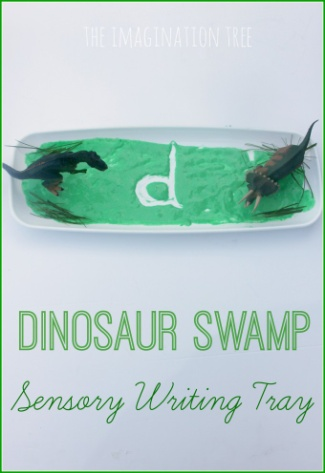 THE IMAGINATION TREE
d
DINOSAUR SWAMP
Sensory Writing Tray